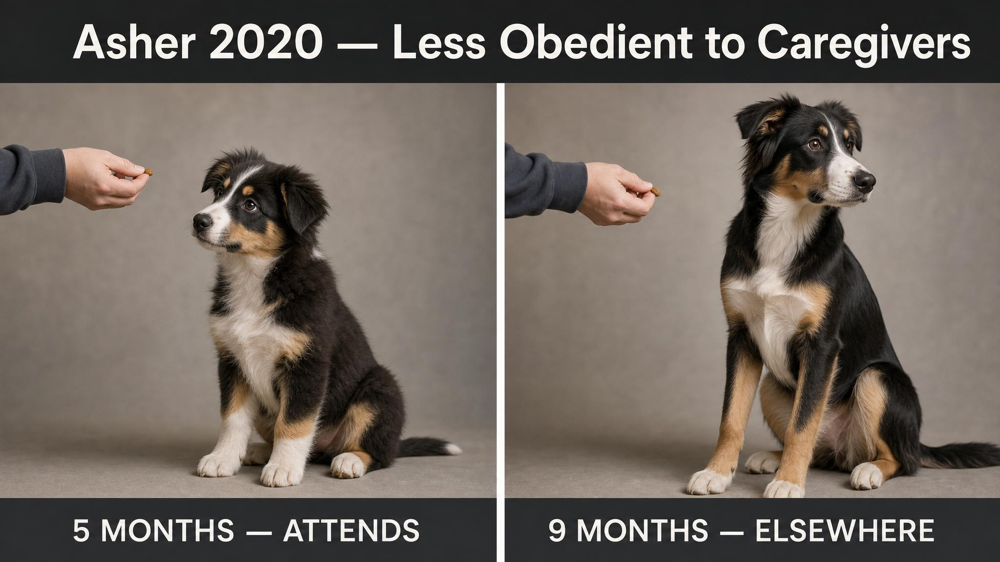 Asher 2020 — Less Obedient to Caregivers
5 MONTHS — ATTENDS
9 MONTHS — ELSEWHERE